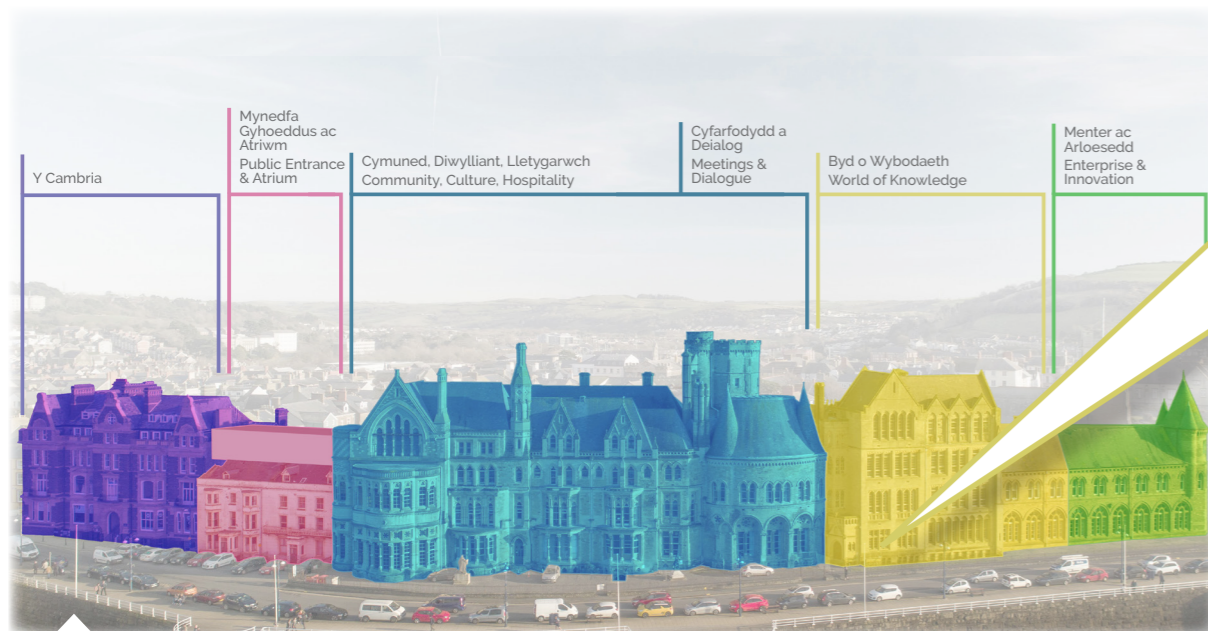 Y Cambria
Mynedfa
Gyhoeddus ac
Atriwm
Public Entrance
& Atrium
Cymuned, Diwylliant, Lletygarwch
Community, Culture, Hospitality
Cyfarfodydd a
Deialog
Meetings &
Dialogue
Byd o Wybodaeth
World of Knowledge
Menter ac
Arloesedd
Enterprise &
Innovation